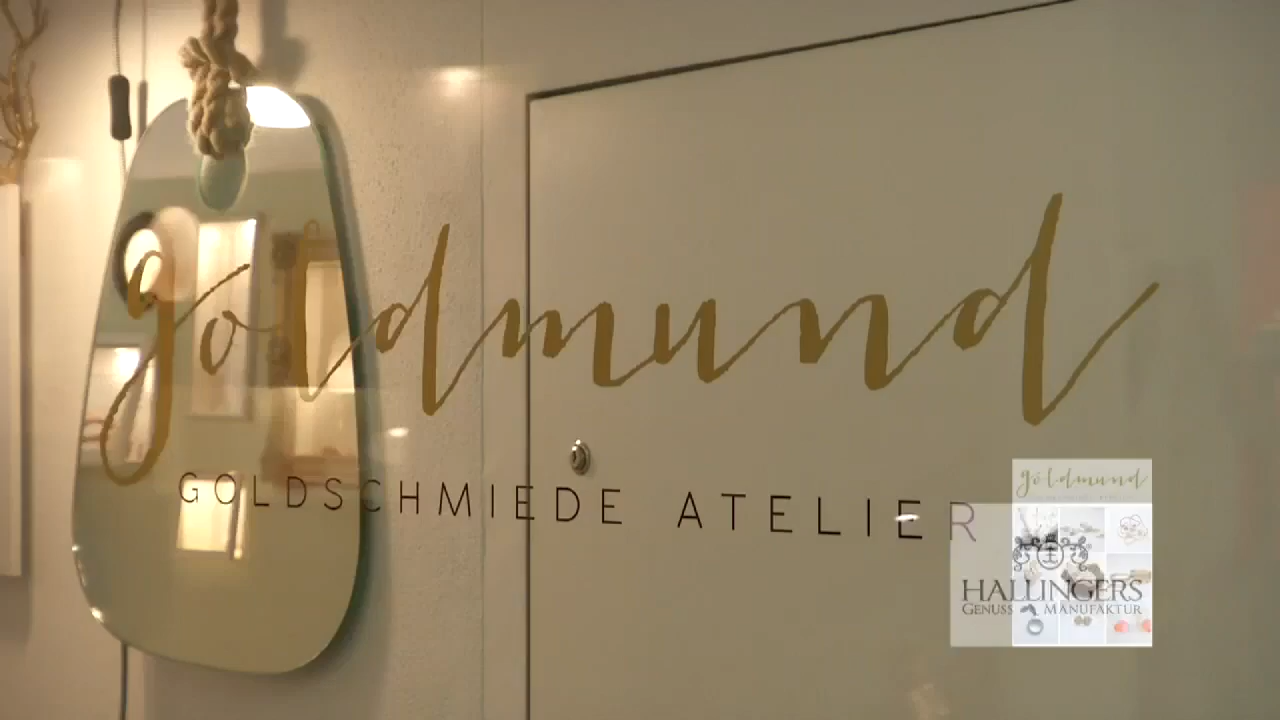 goldmund
GOLDSCHMIEDE ATELIER
goldmund
HALLINGERS
GENUSS MANUFAKTUR